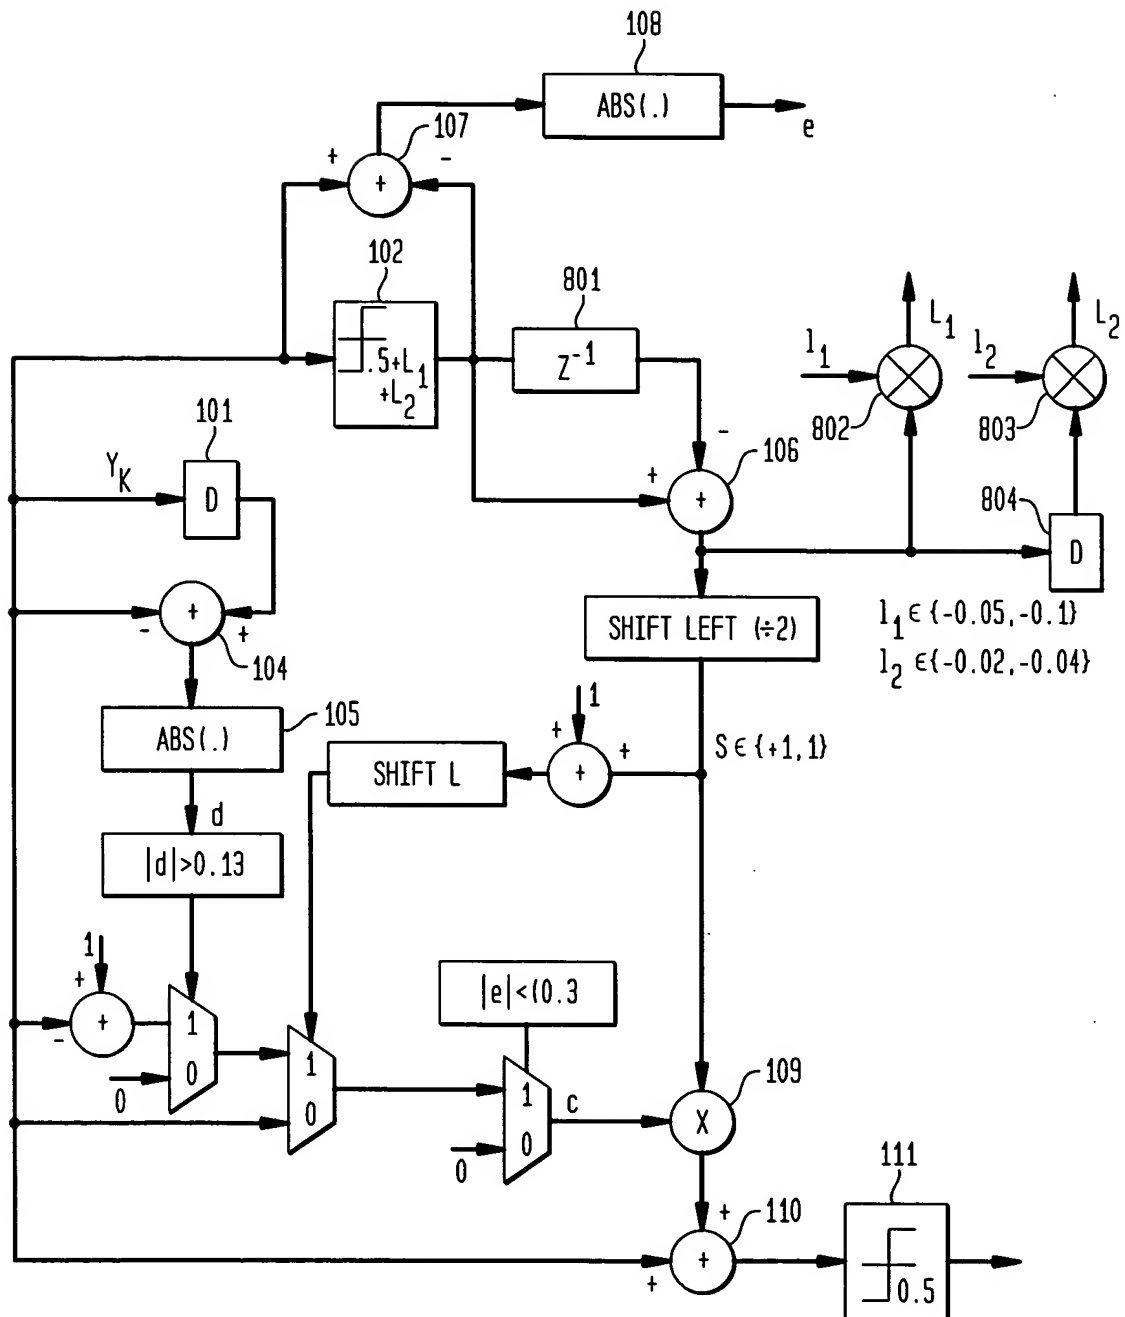 108
ABS(.)
e
107
+
-
+
102
.5+L1
+L2
801
Z-1
l1
L1
802
l2
L2
803
101
YK
D
-
+
106
+
804
D
+
-
+
104
SHIFT LEFT (÷2)
l1 ∈ {-0.05,-0.1}
l2 ∈{-0.02,-0.04}
ABS(.)
105
1
+
+
+
S ∈ {+1,1}
SHIFT L
d
|d|>0.13
1
+
+
-
1
0
0
1
0
|e|<(0.3
1
0
0
c
109
X
110
+
+
+
111
0.5